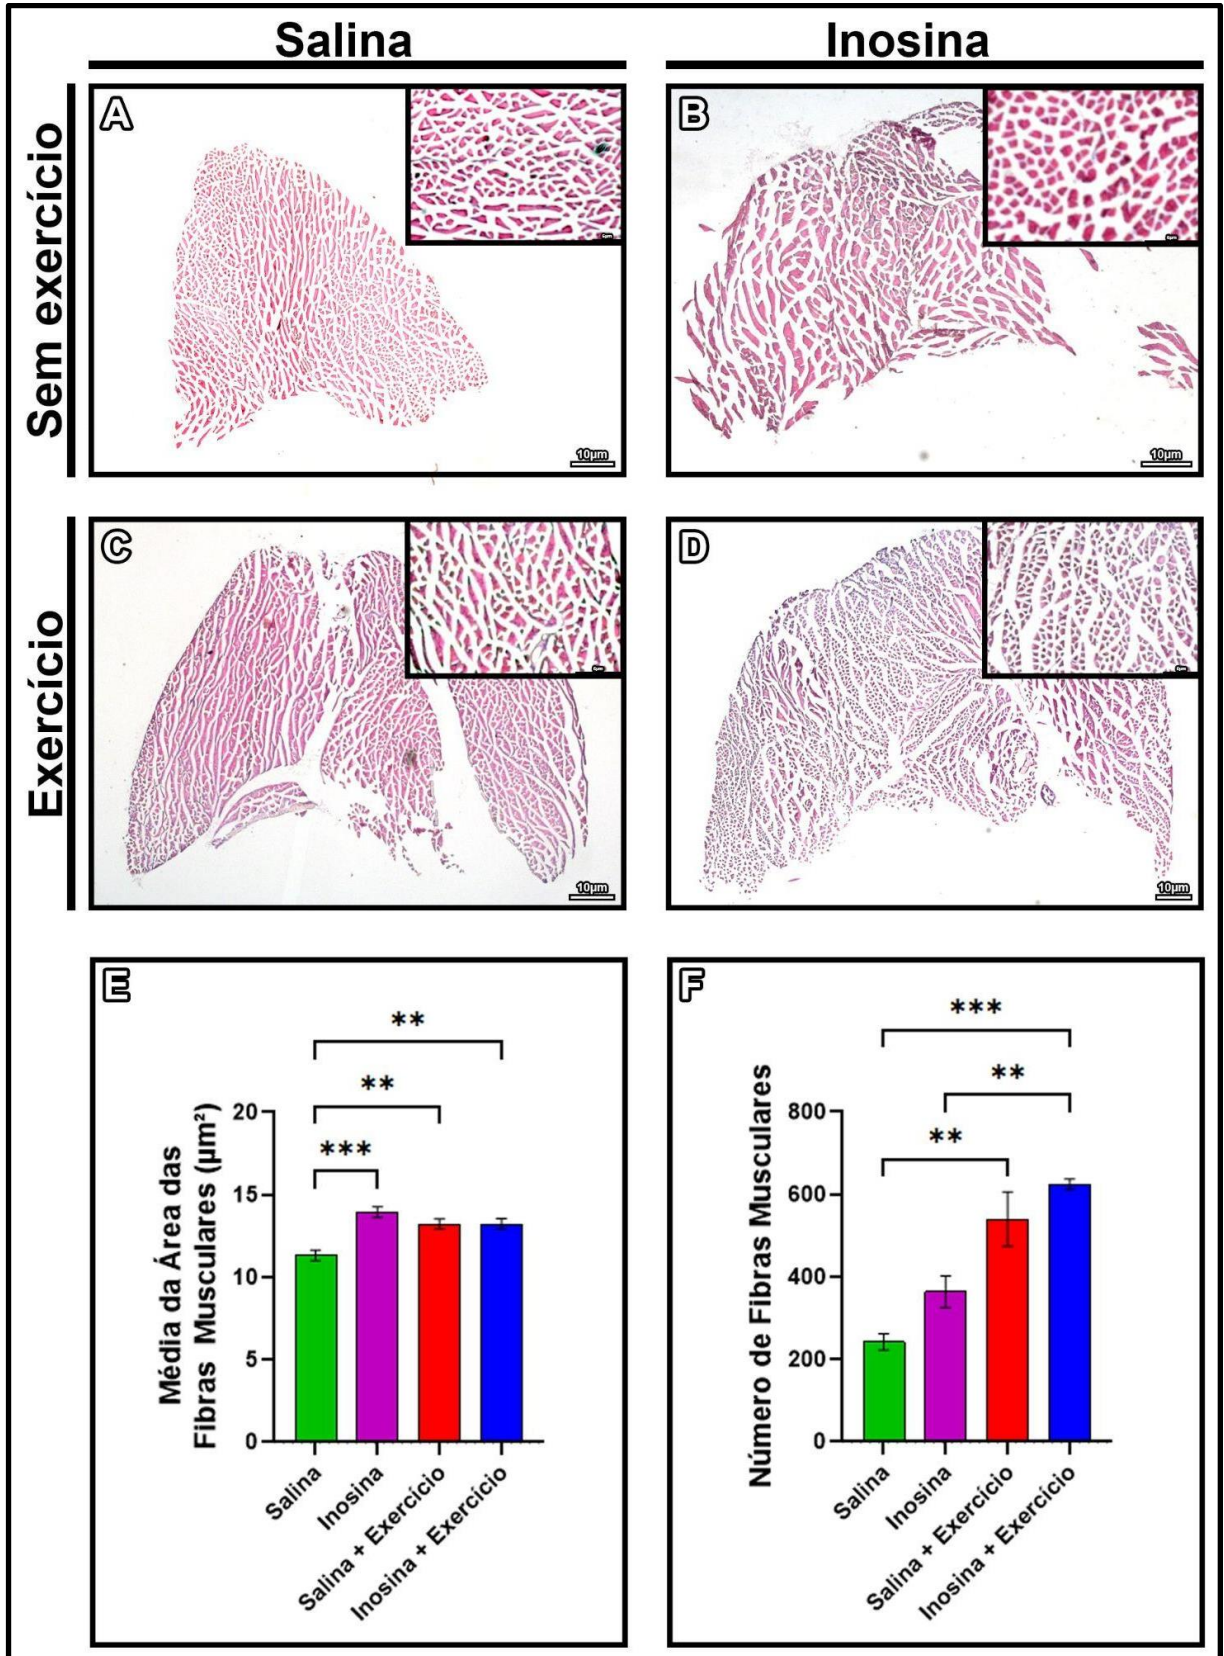 Salina
Inosina
Sem exercício
A
10µm
B
10µm
Exercício
C
10µm
D
10µm
E
**
**
***
Média da Área das
Fibras Musculares (µm²)
20
15
10
5
0
Salina
Inosina
Salina + Exercício
Inosina + Exercício
F
***
**
**
Número de Fibras Musculares
800
600
400
200
0
Salina
Inosina
Salina + Exercício
Inosina + Exercício